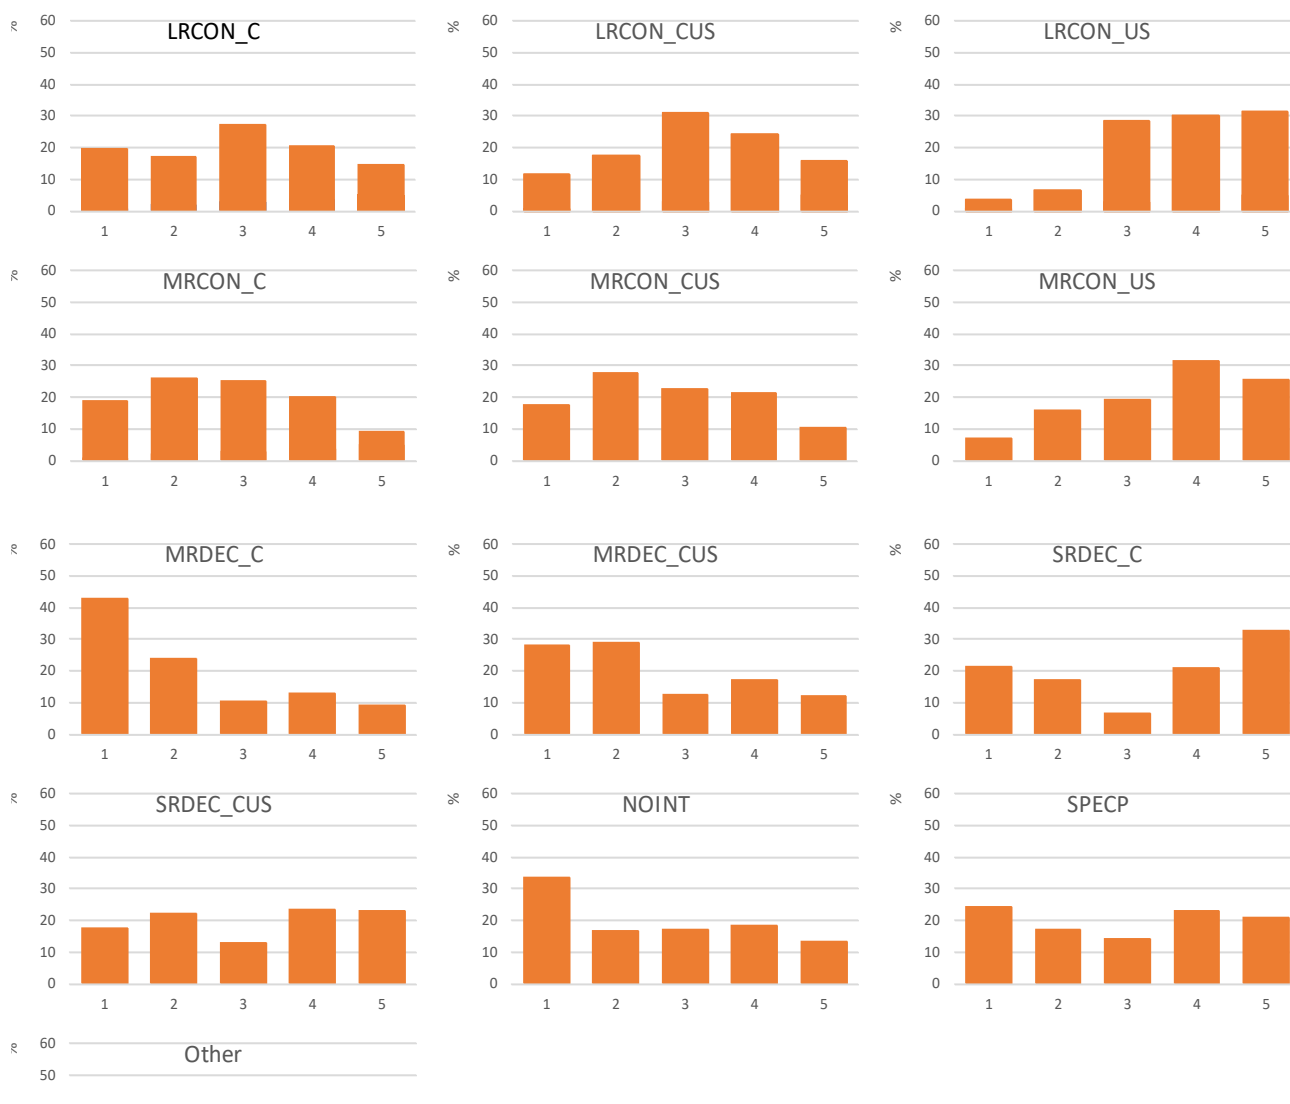 % 60 LRCON_C % 60 LRCON_CUS % 60 LRCON_US
50 50 50
40 40 40
30 30 30
20 20 20
10 10 10
0 0 0
1 2 3 4 5 1 2 3 4 5 1 2 3 4 5
% 60 MRCON_C % 60 MRCON_CUS % 60 MRCON_US
50 50 50
40 40 40
30 30 30
20 20 20
10 10 10
0 0 0
1 2 3 4 5 1 2 3 4 5 1 2 3 4 5
% 60 MRDEC_C % 60 MRDEC_CUS % 60 SRDEC_C
50 50 50
40 40 40
30 30 30
20 20 20
10 10 10
0 0 0
1 2 3 4 5 1 2 3 4 5 1 2 3 4 5
% 60 SRDEC_CUS % 60 NOINT % 60 SPECP
50 50 50
40 40 40
30 30 30
20 20 20
10 10 10
0 0 0
1 2 3 4 5 1 2 3 4 5 1 2 3 4 5
% 60 Other
50